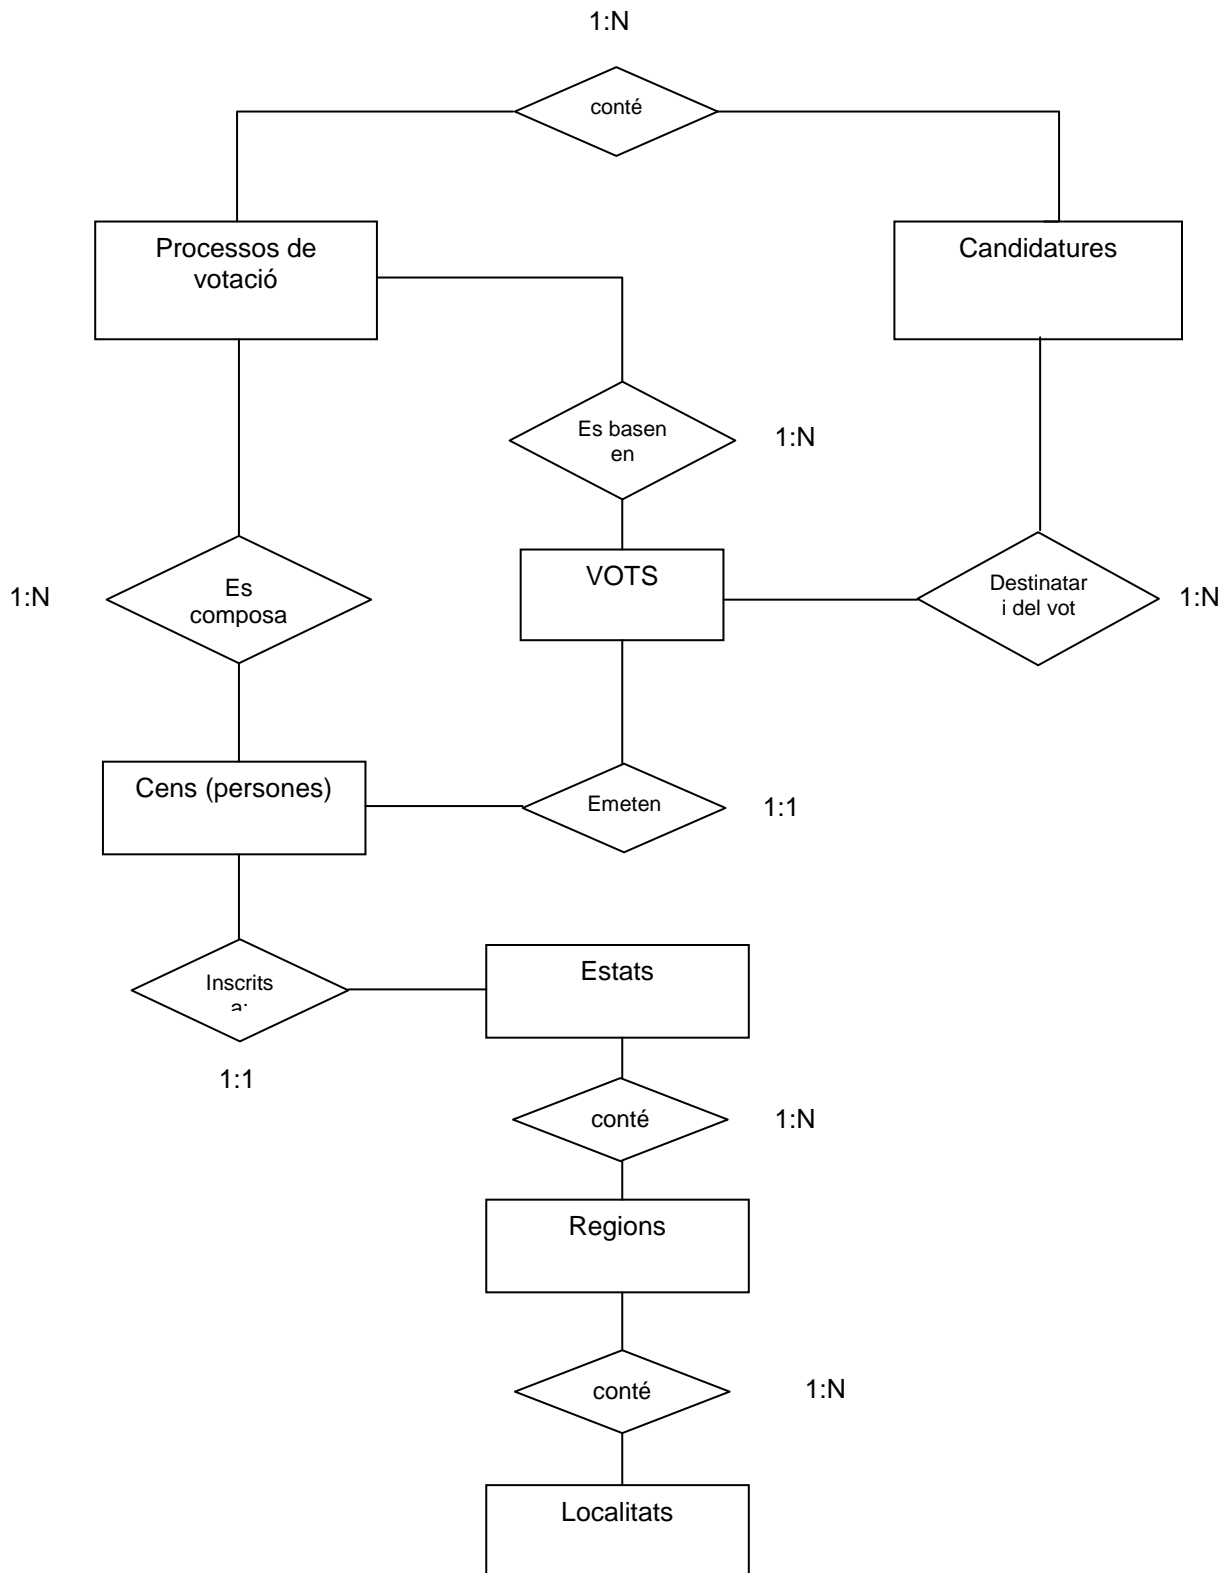 1:N
conté
Processos de
votació
Candidatures
Es basen
en
1:N
VOTS
Es
composa
1:N
Destinatar
i del vot
1:N
Cens (persones)
Emeten
1:1
Inscrits
a:
1:1
Estats
conté
1:N
Regions
conté
1:N
Localitats